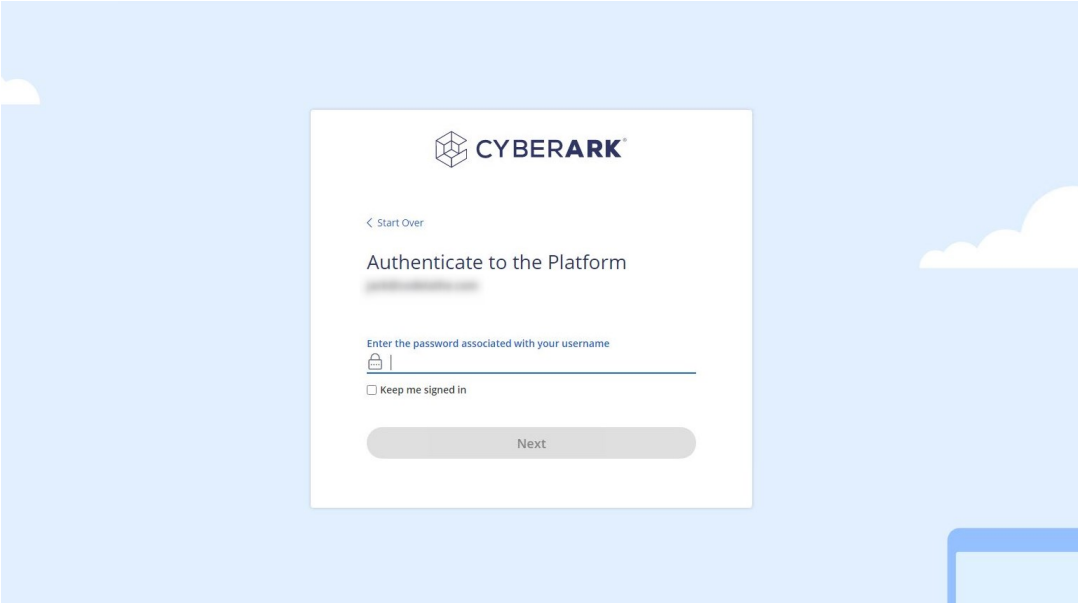 CYBERARK
< Start Over
Authenticate to the Platform
Enter the password associated with your username
Keep me signed in
Next